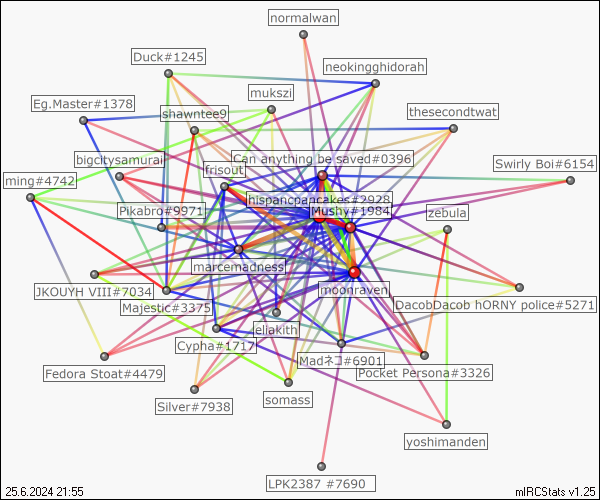 normalwan
Duck#1245
neokingghidorah
mukszi
Eg.Master#1378
shawntee9
thesecondtwat
bigcitysamurai
Can anything be saved#0396
Swirly Boi#6154
frisout
ming#4742
hispancpancakes#2928
Pikabro#9971
Mushy#1984
zebula
marcemadness
JKOUYH VIII#7034
moonraven
DacobDacob hORNY police#5271
Majestic#3375
eliakith
Cypha#1717
Madネコ#6901
Fedora Stoat#4479
Pocket Persona#3326
Silver#7938
somass
yoshimanden
LPK2387 #7690
25.6.2024 21:55
mIRCStats v1.25